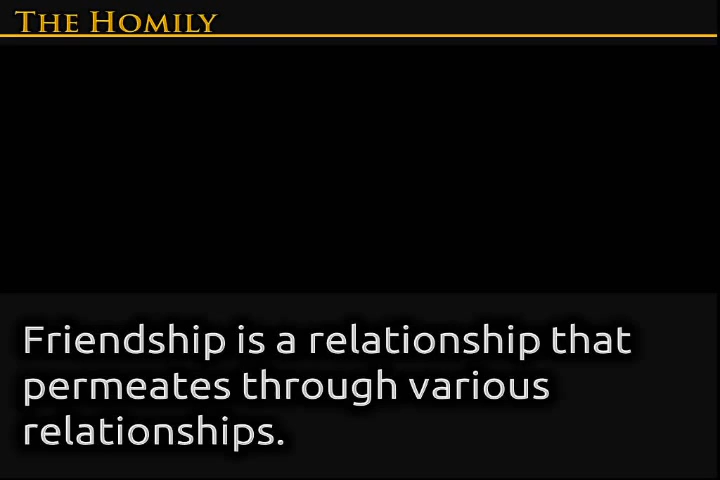 The Homily
Friendship is a relationship that
permeates through various
relationships.